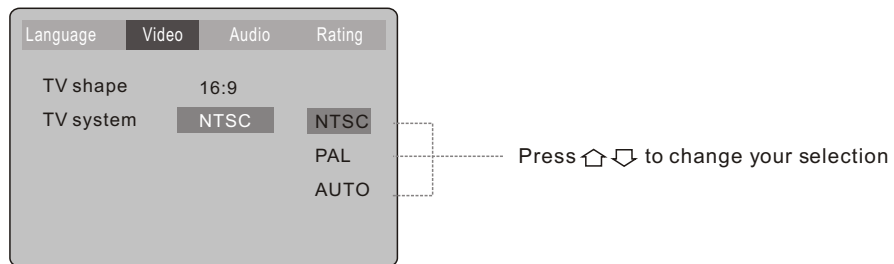 Language Video Audio Rating
TV shape 16:9
TV system NTSC NTSC
PAL
AUTO
Press to change your selection